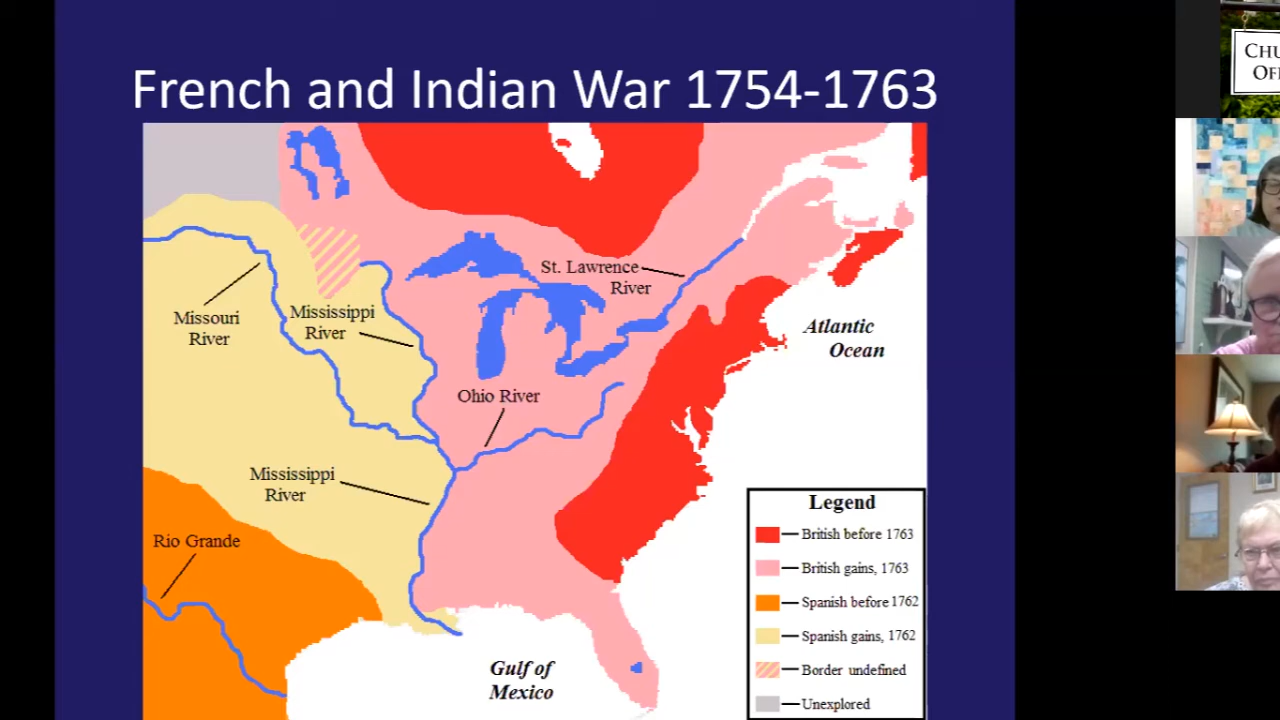 French and Indian War 1754-1763
St. Lawrence
River
Missouri
River
Mississippi
River
Atlantic
Ocean
Ohio River
Mississippi
River
Rio Grande
Gulf of
Mexico
Legend
British before 1763
British gains, 1763
Spanish before 1762
Spanish gains, 1762
Border undefined
Unexplored